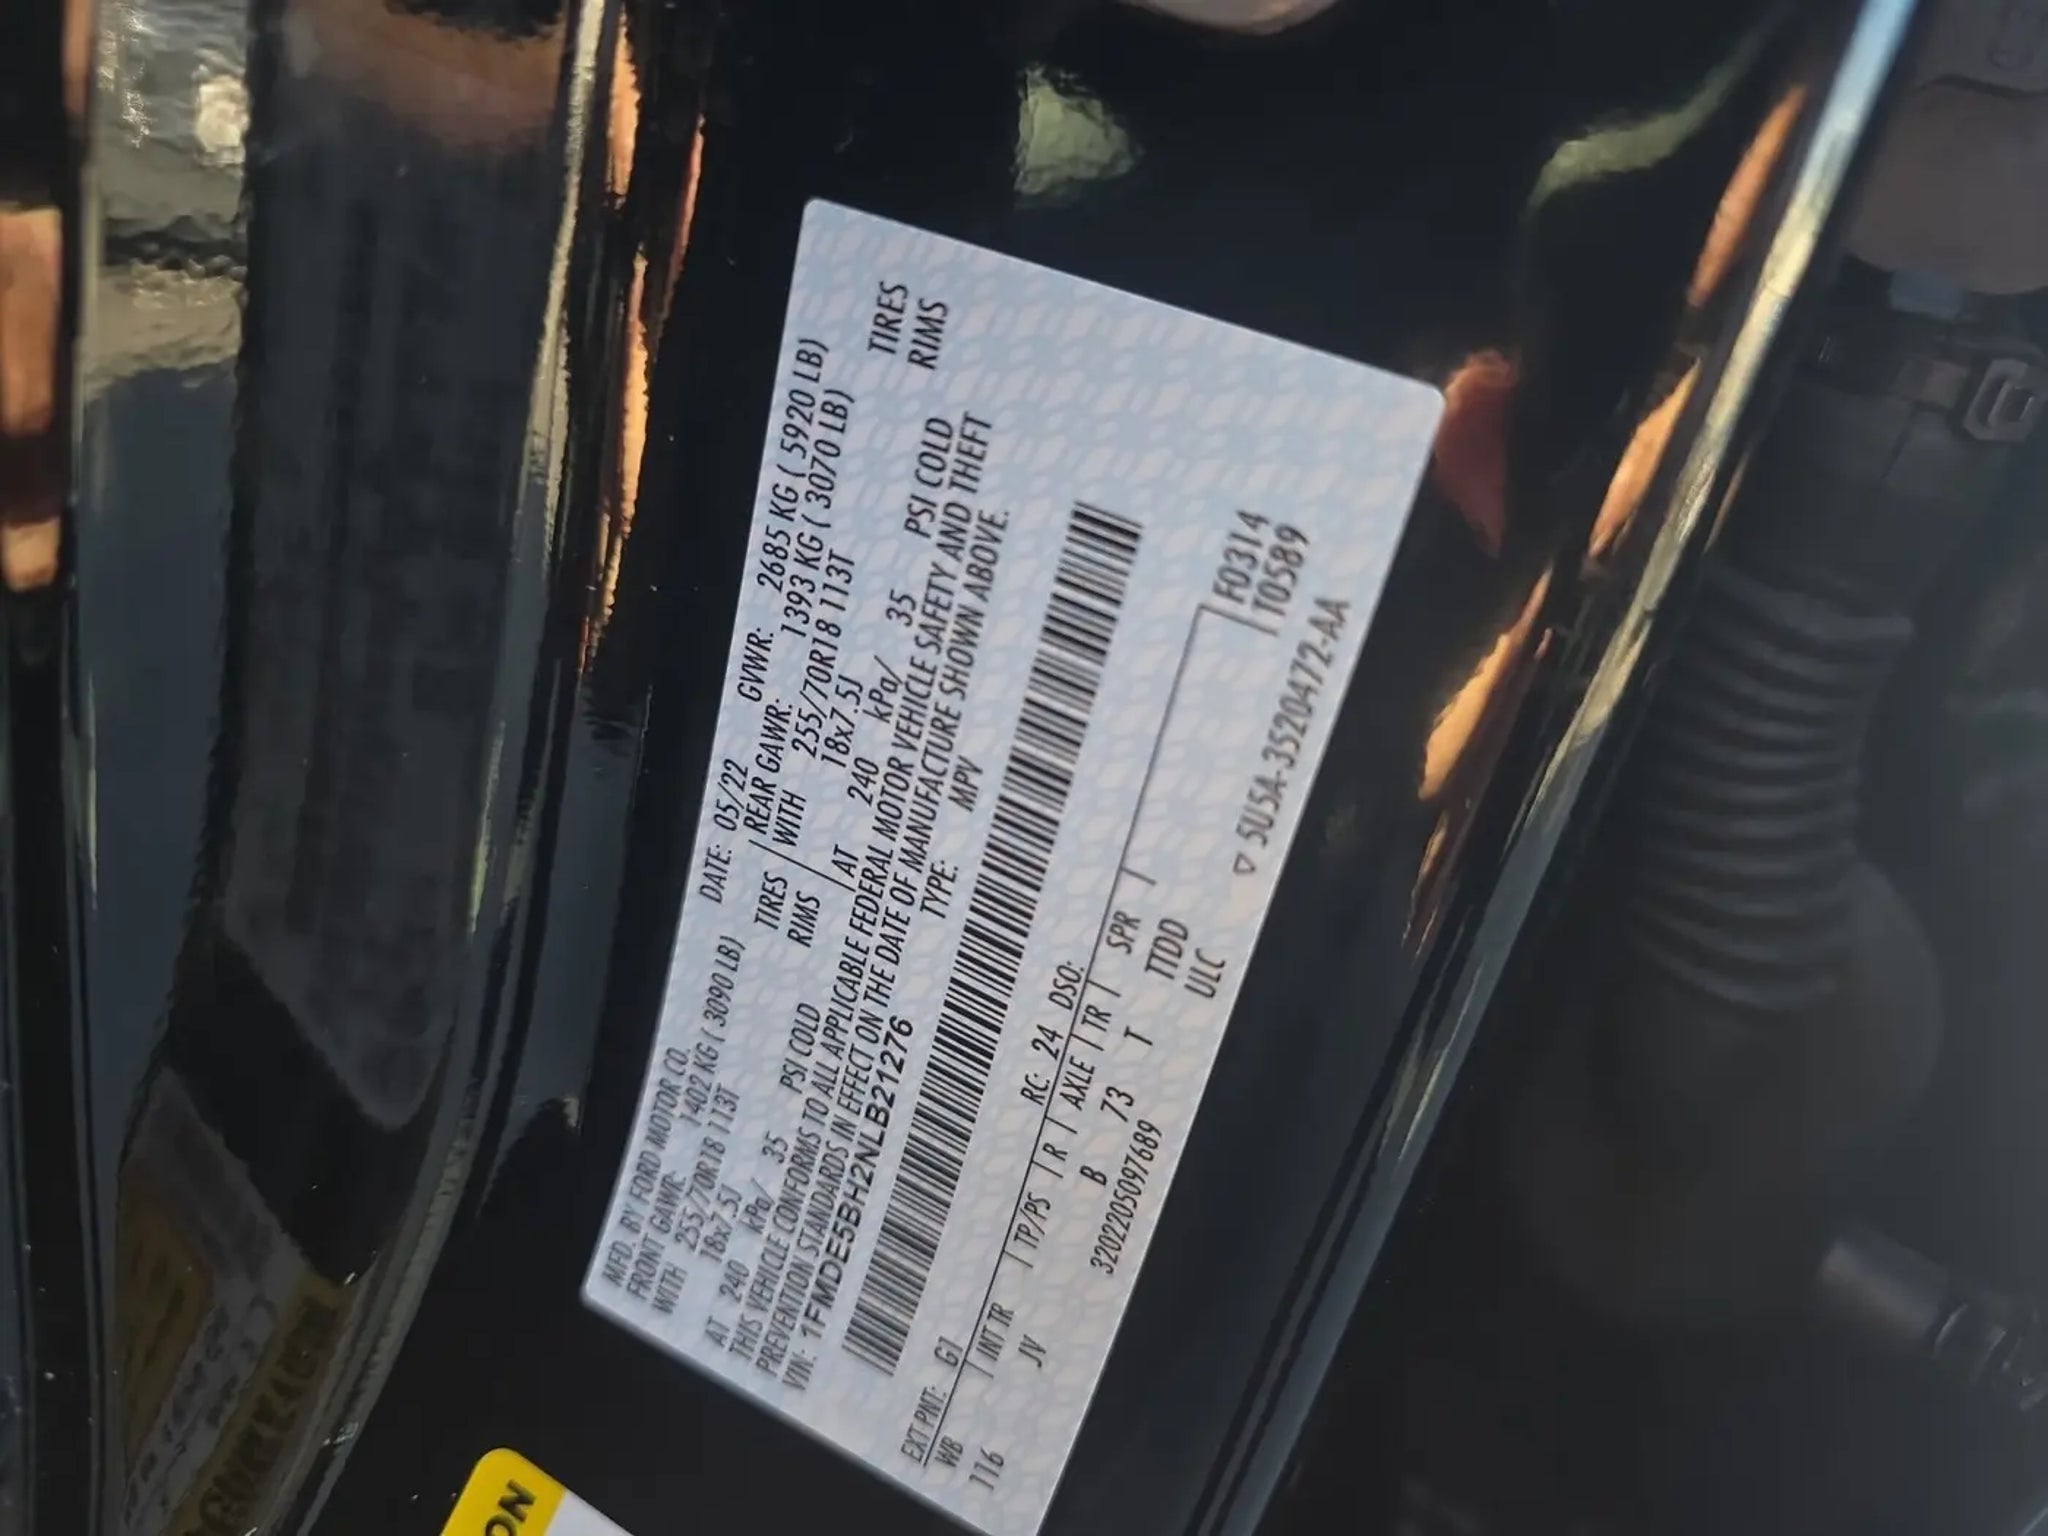 MFD. BY FORD MOTOR CO. DATE: 05/22 GVWR: 2685 KG ( 5920 LB)
FRONT GAWR: 1402 KG ( 3090 LB) REAR GAWR: 1393 KG ( 3070 LB)
WITH 255/70R18 113T TIRES WITH 255/70R18 113T TIRES
18x7.5J RIMS 18x7.5J RIMS
AT 240 kPa/ 35 PSI COLD AT 240 kPa/ 35 PSI COLD
THIS VEHICLE CONFORMS TO ALL APPLICABLE FEDERAL MOTOR VEHICLE SAFETY AND THEFT
PREVENTION STANDARDS IN EFFECT ON THE DATE OF MANUFACTURE SHOWN ABOVE.
VIN: 1FMDE5BH2NLB21276 TYPE: MPV
EXT PNT: G1 RC: 24 DSO:
WB INT TR TP/PS R AXLE TR SPR F0314
116 JV B 73 T TTDD T0589
3202205097689 ULC
▽ 5U5A-3520472-AA
ON